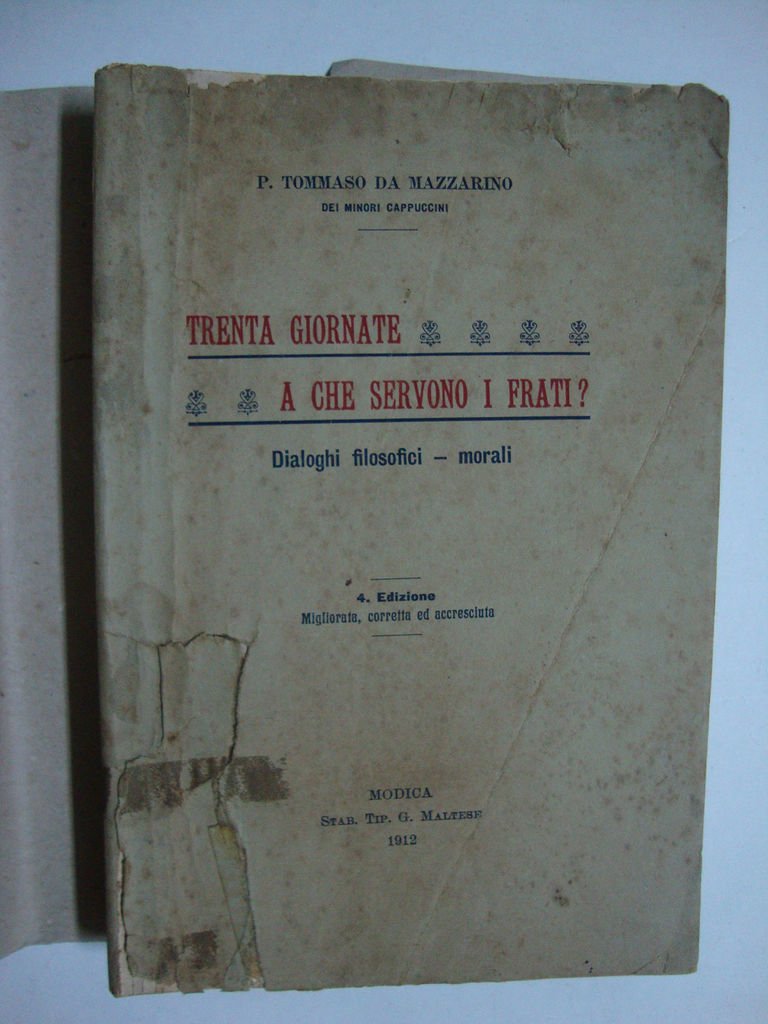 P. TOMMASO DA MAZZARINO
DEI MINORI CAPPUCCINI
TRENTA GIORNATE
A CHE SERVONO I FRATI?
Dialoghi filosofici – morali
4. Edizione
Migliorata, corretta ed accresciuta
MODICA
STAB. TIP. G. MALTESE
1912